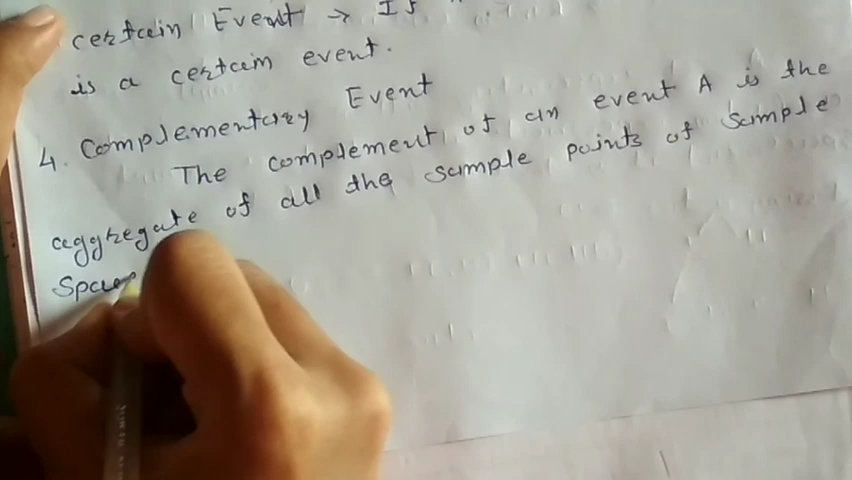 certain Event → If
is a certain event.
4. Complementary Event
The complement of an event A is the
aggregate of all the sample points of sample
Space